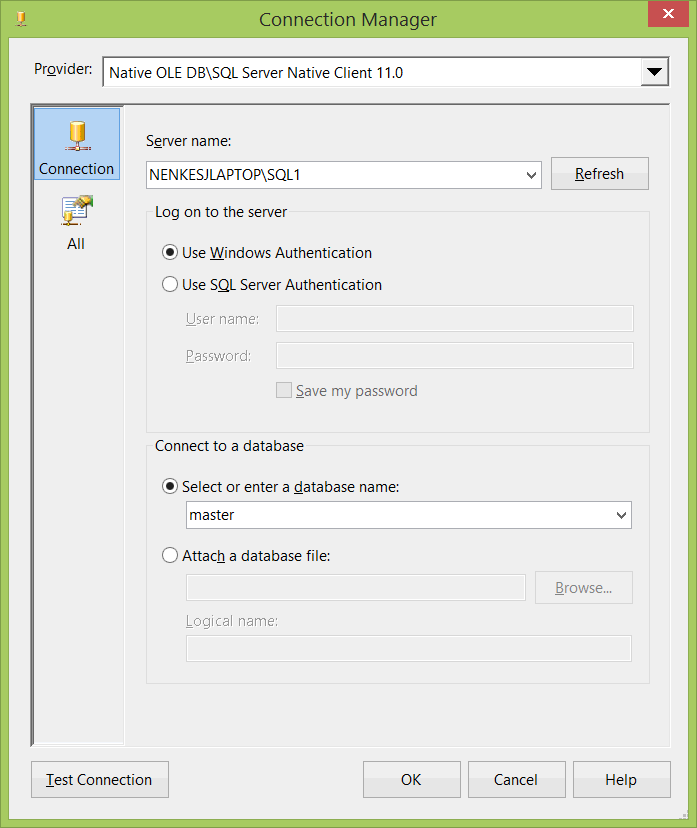 Connection Manager
Provider: Native OLE DB\SQL Server Native Client 11.0
Connection
All
Server name:
NENKESJLAPTOP\SQL1
Refresh
Log on to the server
Use Windows Authentication
Use SQL Server Authentication
User name:
Password:
Save my password
Connect to a database
Select or enter a database name:
master
Attach a database file:
Browse...
Logical name:
Test Connection OK Cancel Help